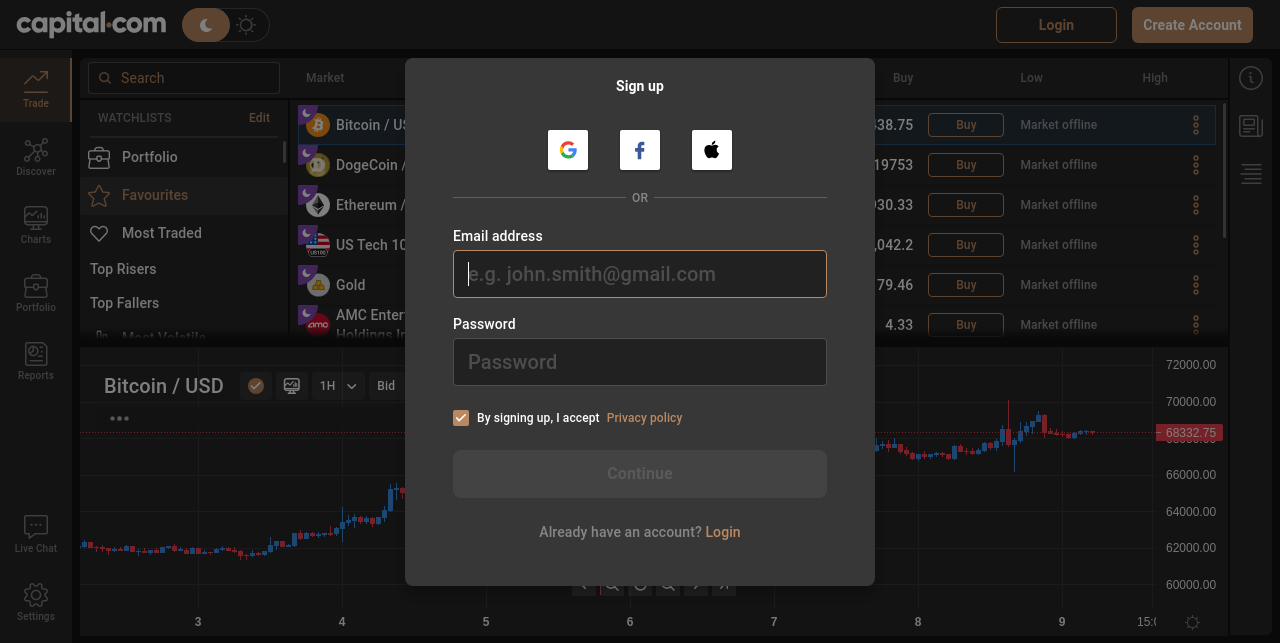 capital.com
Login
Create Account
Trade
Discover
Charts
Portfolio
Reports
Live Chat
Settings
Search
WATCHLISTS Edit
Portfolio
Favourites
Most Traded
Top Risers
Top Fallers
Most Volatile
Market Buy Low High
Bitcoin / US 38.75 Buy Market offline
DogeCoin / 19753 Buy Market offline
Ethereum / 930.33 Buy Market offline
US Tech 10 ,042.2 Buy Market offline
Gold 79.46 Buy Market offline
AMC Enter 4.33 Buy Market offline
Holdings In
Sign up
OR
Email address
e.g. john.smith@gmail.com
Password
Password
By signing up, I accept Privacy policy
Continue
Already have an account? Login
Bitcoin / USD
1H
Bid
72000.00
70000.00
68332.75
66000.00
64000.00
62000.00
60000.00
3 4 5 6 7 8 9 15:0